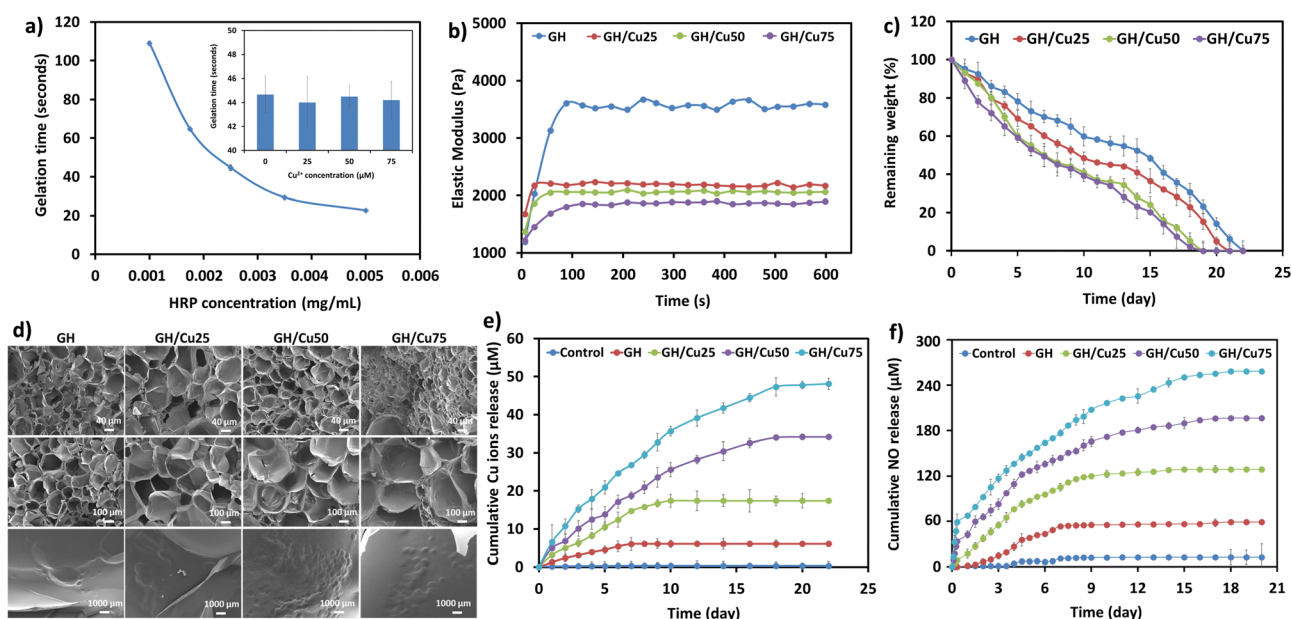 a)
120
100
80
60
40
20
0
Gelation time (seconds)
0 0.001 0.002 0.003 0.004 0.005 0.006
HRP concentration (mg/mL)
50
48
46
44
42
40
Gelation time (seconds)
0 25 50 75
Cu²⁺ concentration (µM)
b)
GH GH/Cu25 GH/Cu50 GH/Cu75
5000
4000
3000
2000
1000
Elastic Modulus (Pa)
0 100 200 300 400 500 600
Time (s)
c)
GH GH/Cu25 GH/Cu50 GH/Cu75
120
100
80
60
40
20
0
Remaining weight (%)
0 5 10 15 20 25
Time (day)
d)
GH GH/Cu25 GH/Cu50 GH/Cu75
40 µm 40 µm 40 µm 40 µm
100 µm 100 µm 100 µm 100 µm
1000 µm 1000 µm 1000 µm 1000 µm
e)
Control GH GH/Cu25 GH/Cu50 GH/Cu75
60
50
40
30
20
10
0
Cumulative Cu ions release (µM)
0 5 10 15 20 25
Time (day)
f)
Control GH GH/Cu25 GH/Cu50 GH/Cu75
300
240
180
120
60
0
Cumulative NO release (µM)
0 3 6 9 12 15 18 21
Time (day)